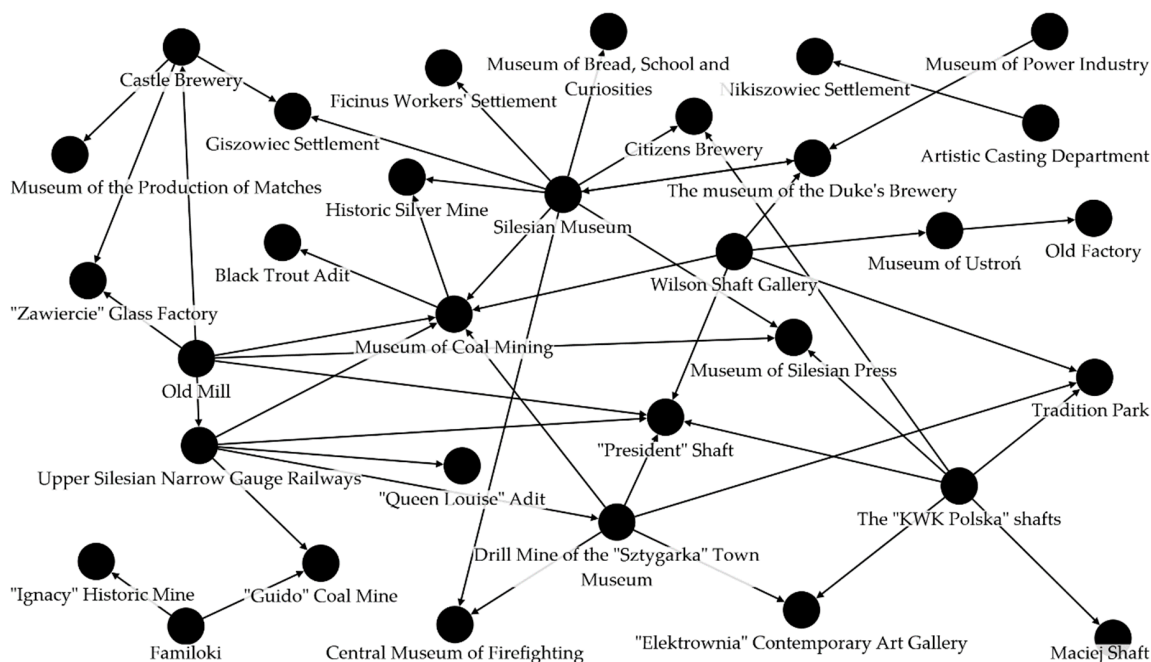 Castle Brewery
Ficinus Workers' Settlement
Museum of Bread, School and
Curiosities
Nikiszowiec Settlement
Museum of Power Industry
Giszowiec Settlement
Citizens Brewery
Artistic Casting Department
Museum of the Production of Matches
Historic Silver Mine
Silesian Museum
The museum of the Duke's Brewery
Black Trout Adit
Wilson Shaft Gallery
Museum of Ustroń
Old Factory
"Zawiercie" Glass Factory
Museum of Coal Mining
Old Mill
Museum of Silesian Press
Tradition Park
"President" Shaft
Upper Silesian Narrow Gauge Railways
"Queen Louise" Adit
The "KWK Polska" shafts
Drill Mine of the "Sztygarka" Town
Museum
"Ignacy" Historic Mine
"Guido" Coal Mine
Familoki
Central Museum of Firefighting
"Elektrownia" Contemporary Art Gallery
Maciej Shaft